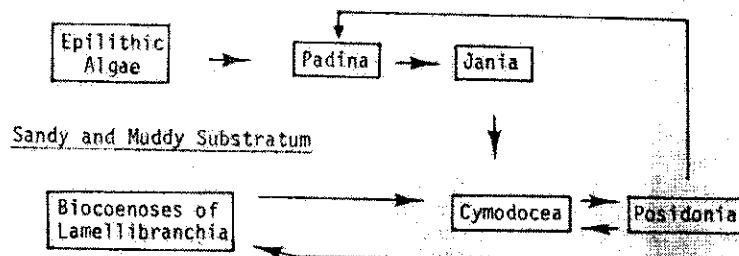 Epilithic
Algae
Padina
Jania
Sandy and Muddy Substratum
Biocoenoses of
Lamellibranchia
Cymodocea
Posidonia